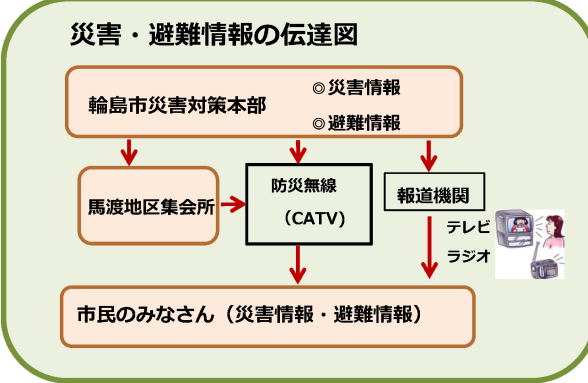 災害・避難情報の伝達図
輪島市災害対策本部
◎災害情報
◎避難情報
馬渡地区集会所
防災無線
（CATV)
報道機関
テレビ
ラジオ
市民のみなさん（災害情報・避難情報）